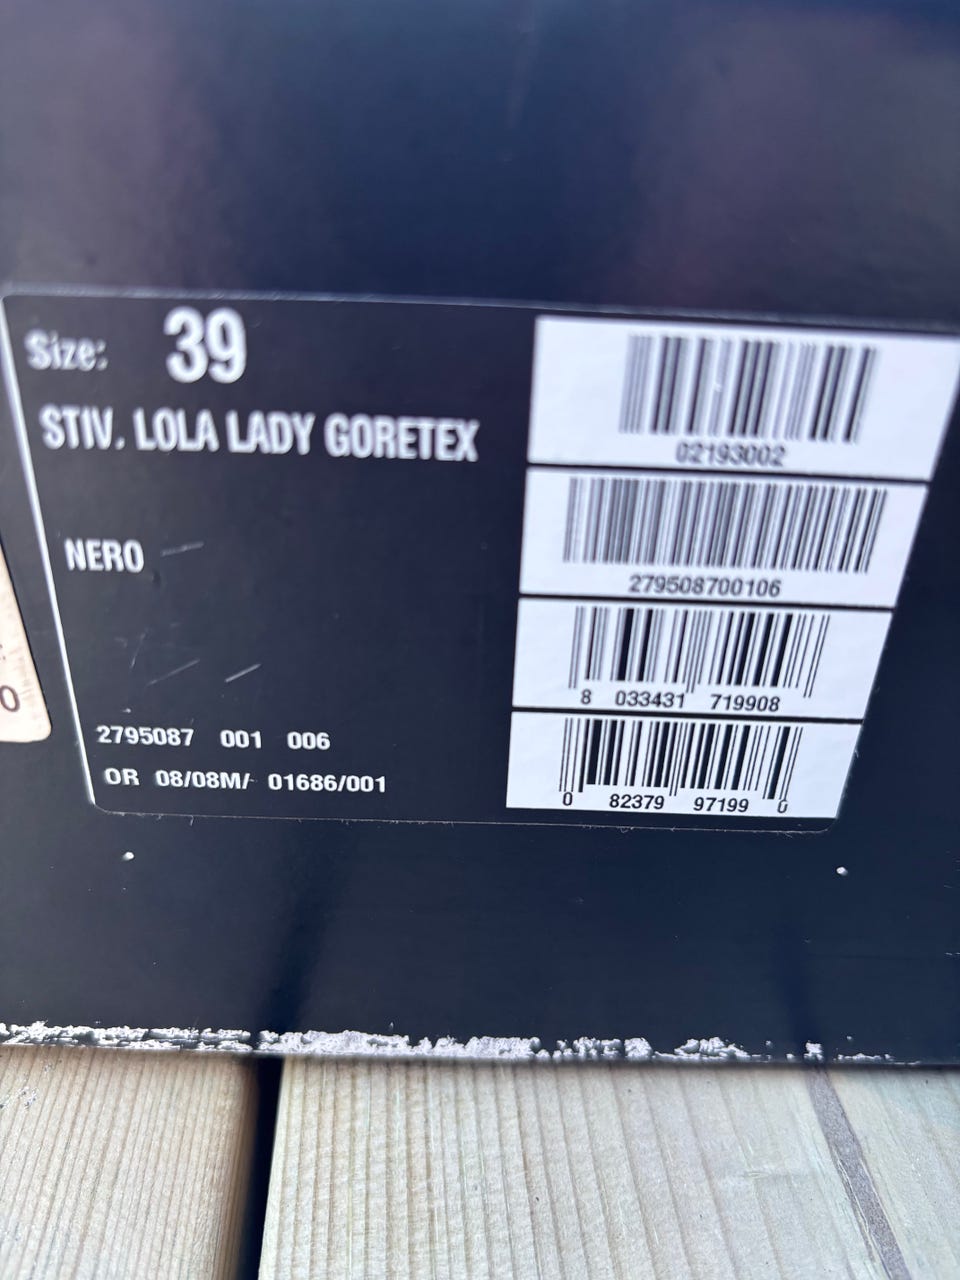 Size: 39
STIV. LOLA LADY GORETEX
NERO
2795087 001 006
OR 08/08M/- 01686/001
02193002
279508700106
8 033431 719908
0 82379 97199 0
0